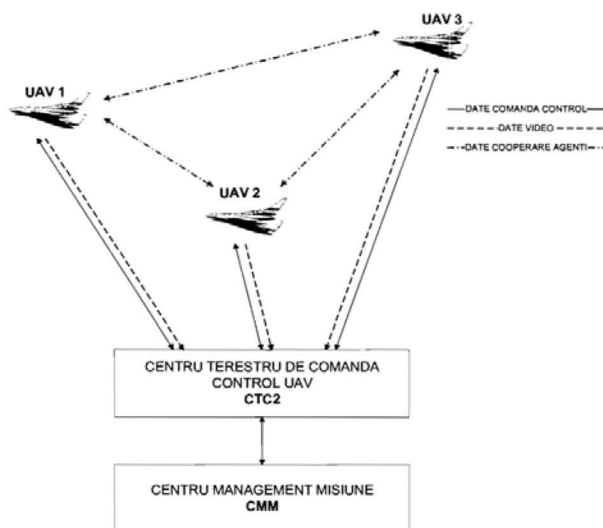 UAV 3
UAV 1
DATE COMANDA CONTROL
DATE VIDEO
DATE COOPERARE AGENTI
UAV 2
CENTRU TERESTRU DE COMANDA
CONTROL UAV
CTC2
CENTRU MANAGEMENT MISIUNE
CMM